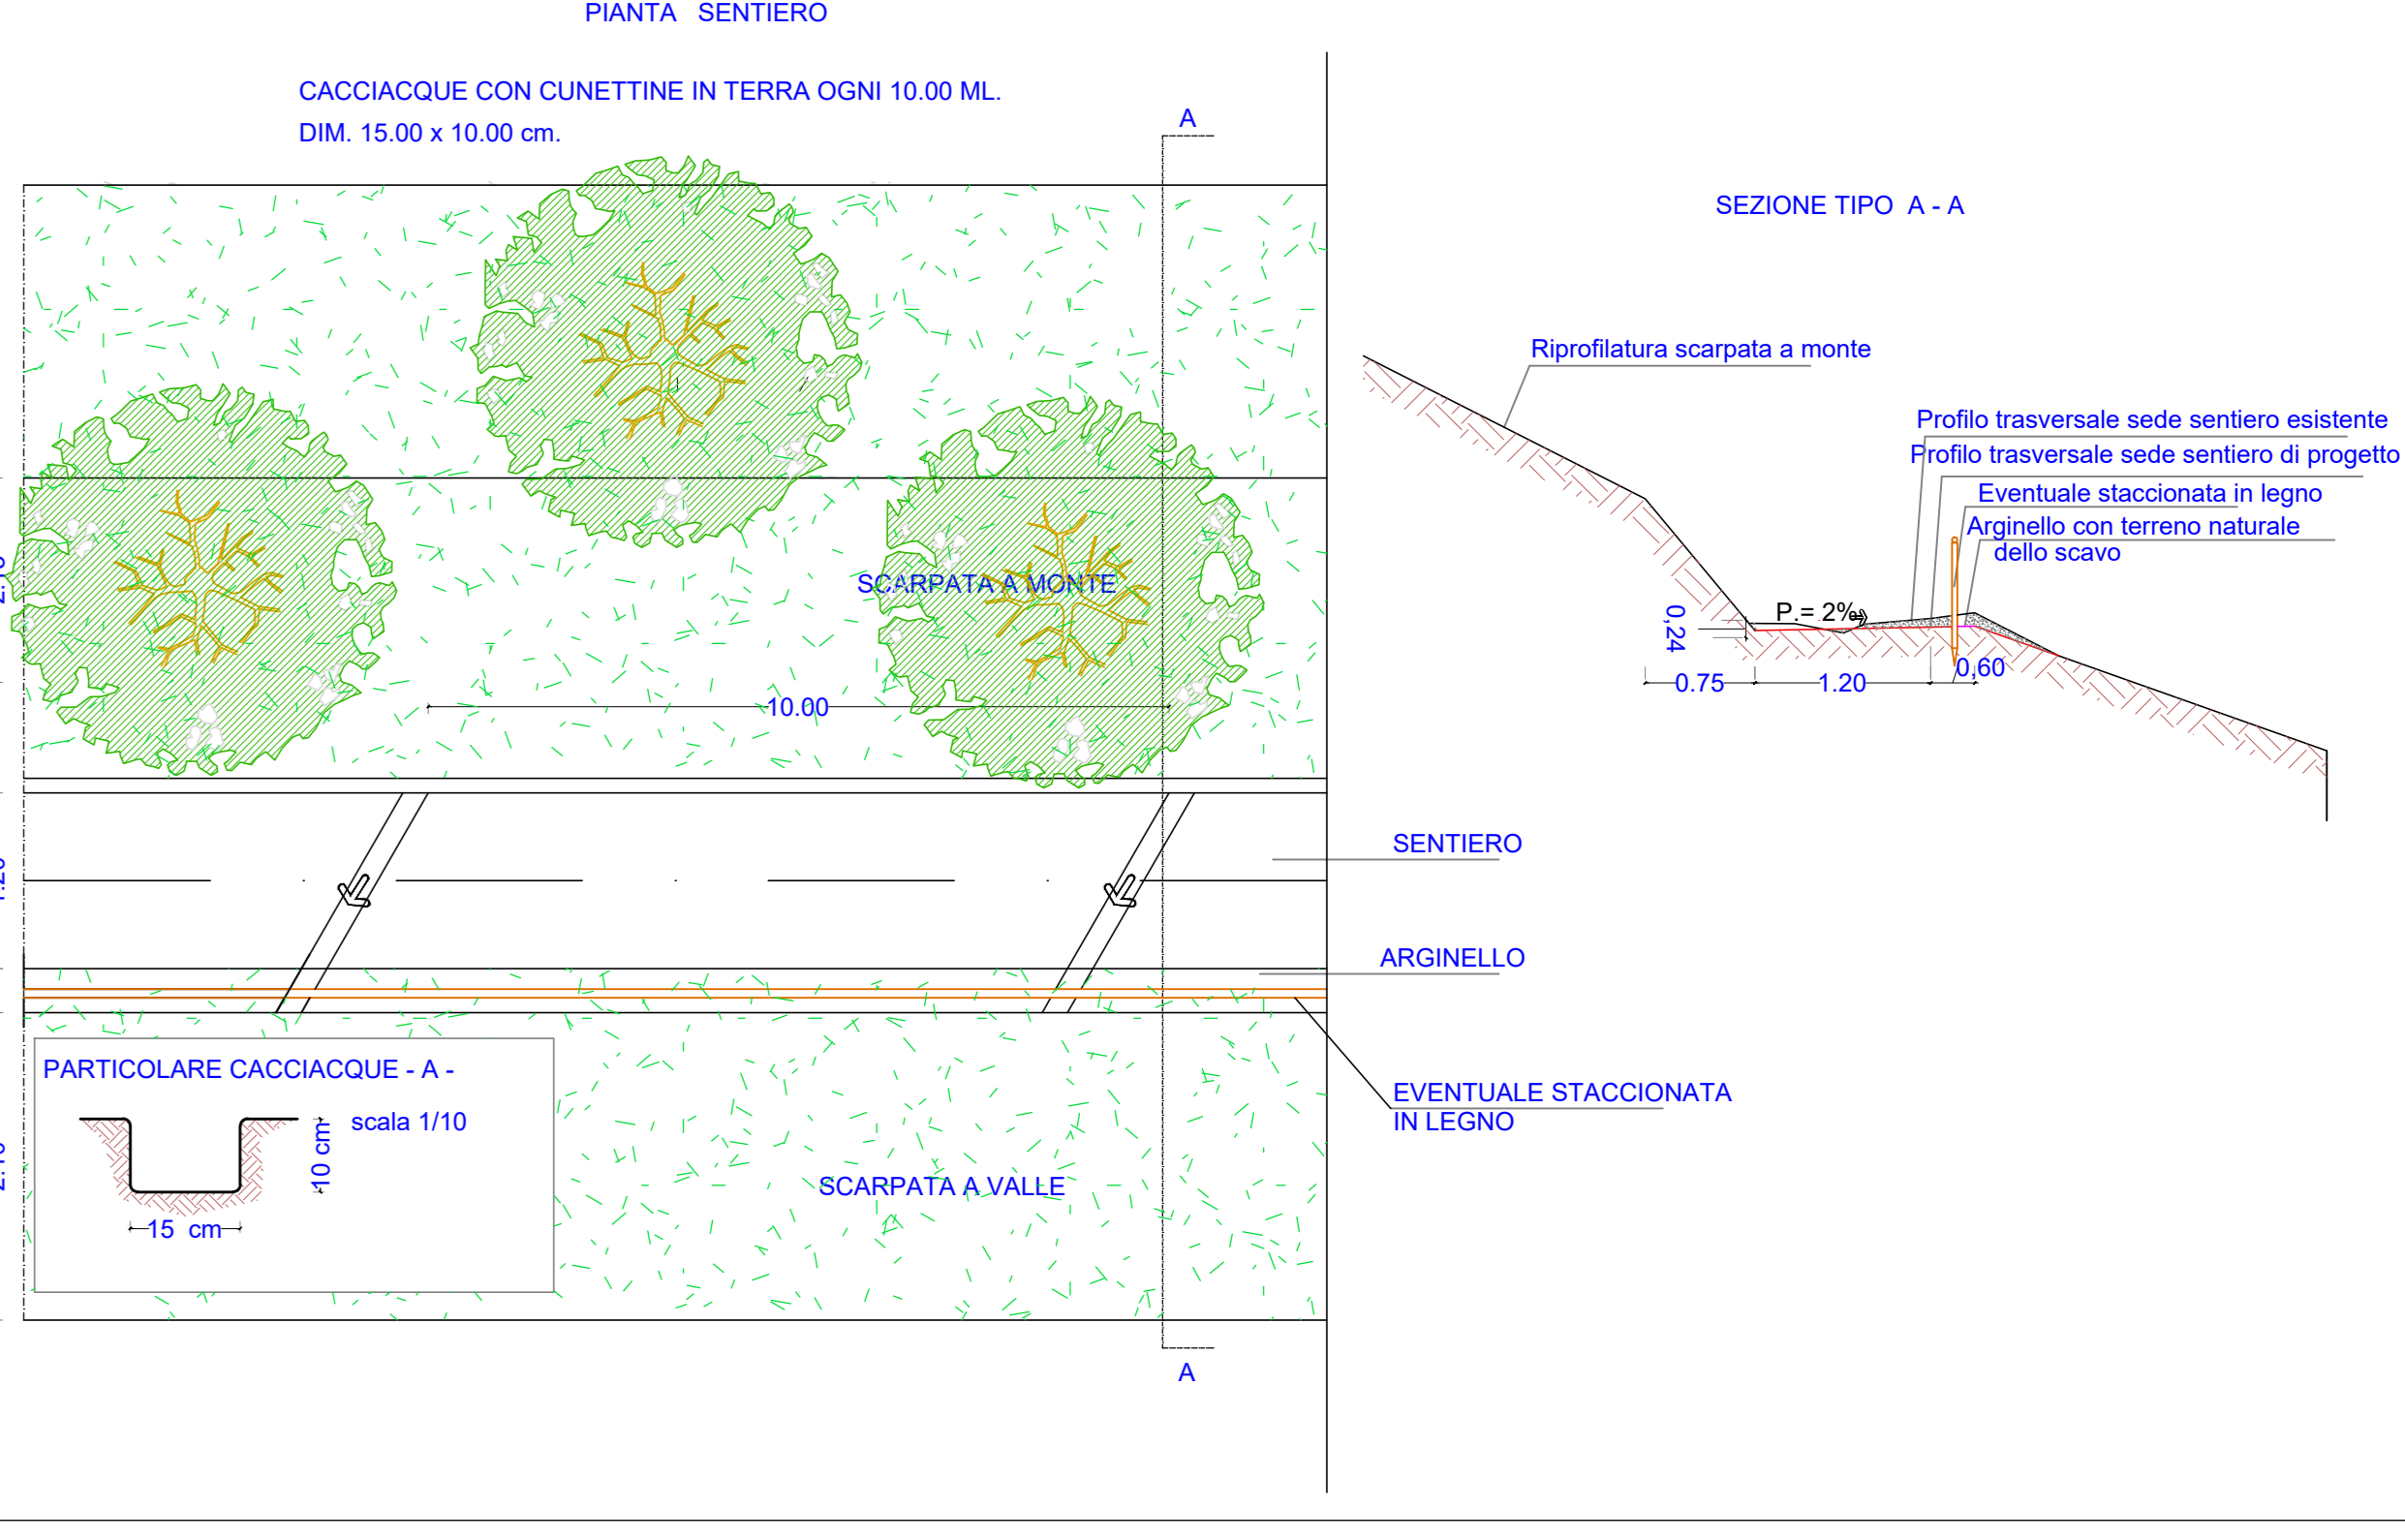 PIANTA SENTIERO
CACCIACQUE CON CUNETTINE IN TERRA OGNI 10.00 ML.
DIM. 15.00 x 10.00 cm.
A
SCARPATA A MONTE
10.00
SENTIERO
ARGINELLO
EVENTUALE STACCIONATA
IN LEGNO
PARTICOLARE CACCIACQUE - A -
scala 1/10
10 cm
15 cm
SCARPATA A VALLE
A
SEZIONE TIPO A - A
Riprofilatura scarpata a monte
Profilo trasversale sede sentiero esistente
Profilo trasversale sede sentiero di progetto
Eventuale staccionata in legno
Arginello con terreno naturale
dello scavo
P.= 2%
0,24
0.75
1.20
0,60